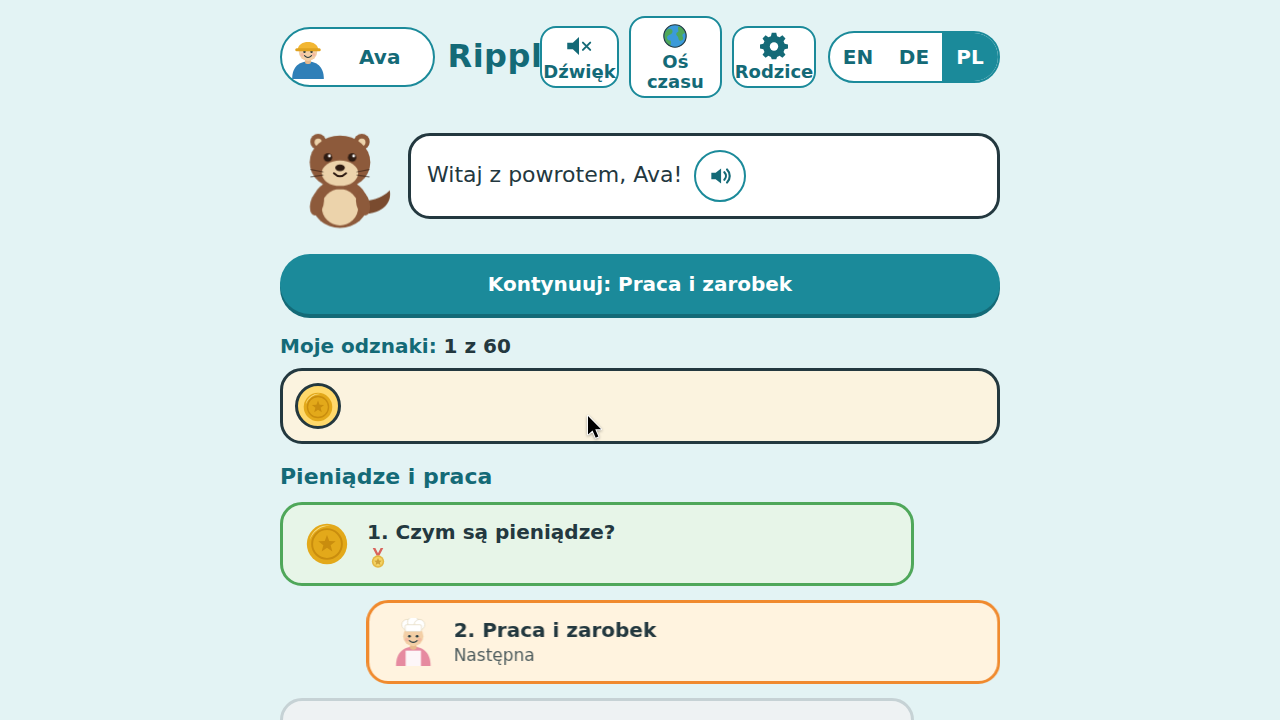 Ava
Rippl
Dźwięk
Oś
czasu
Rodzice
EN DE PL
Witaj z powrotem, Ava!
Kontynuuj: Praca i zarobek
Moje odznaki: 1 z 60
Pieniądze i praca
1. Czym są pieniądze?
2. Praca i zarobek
Następna